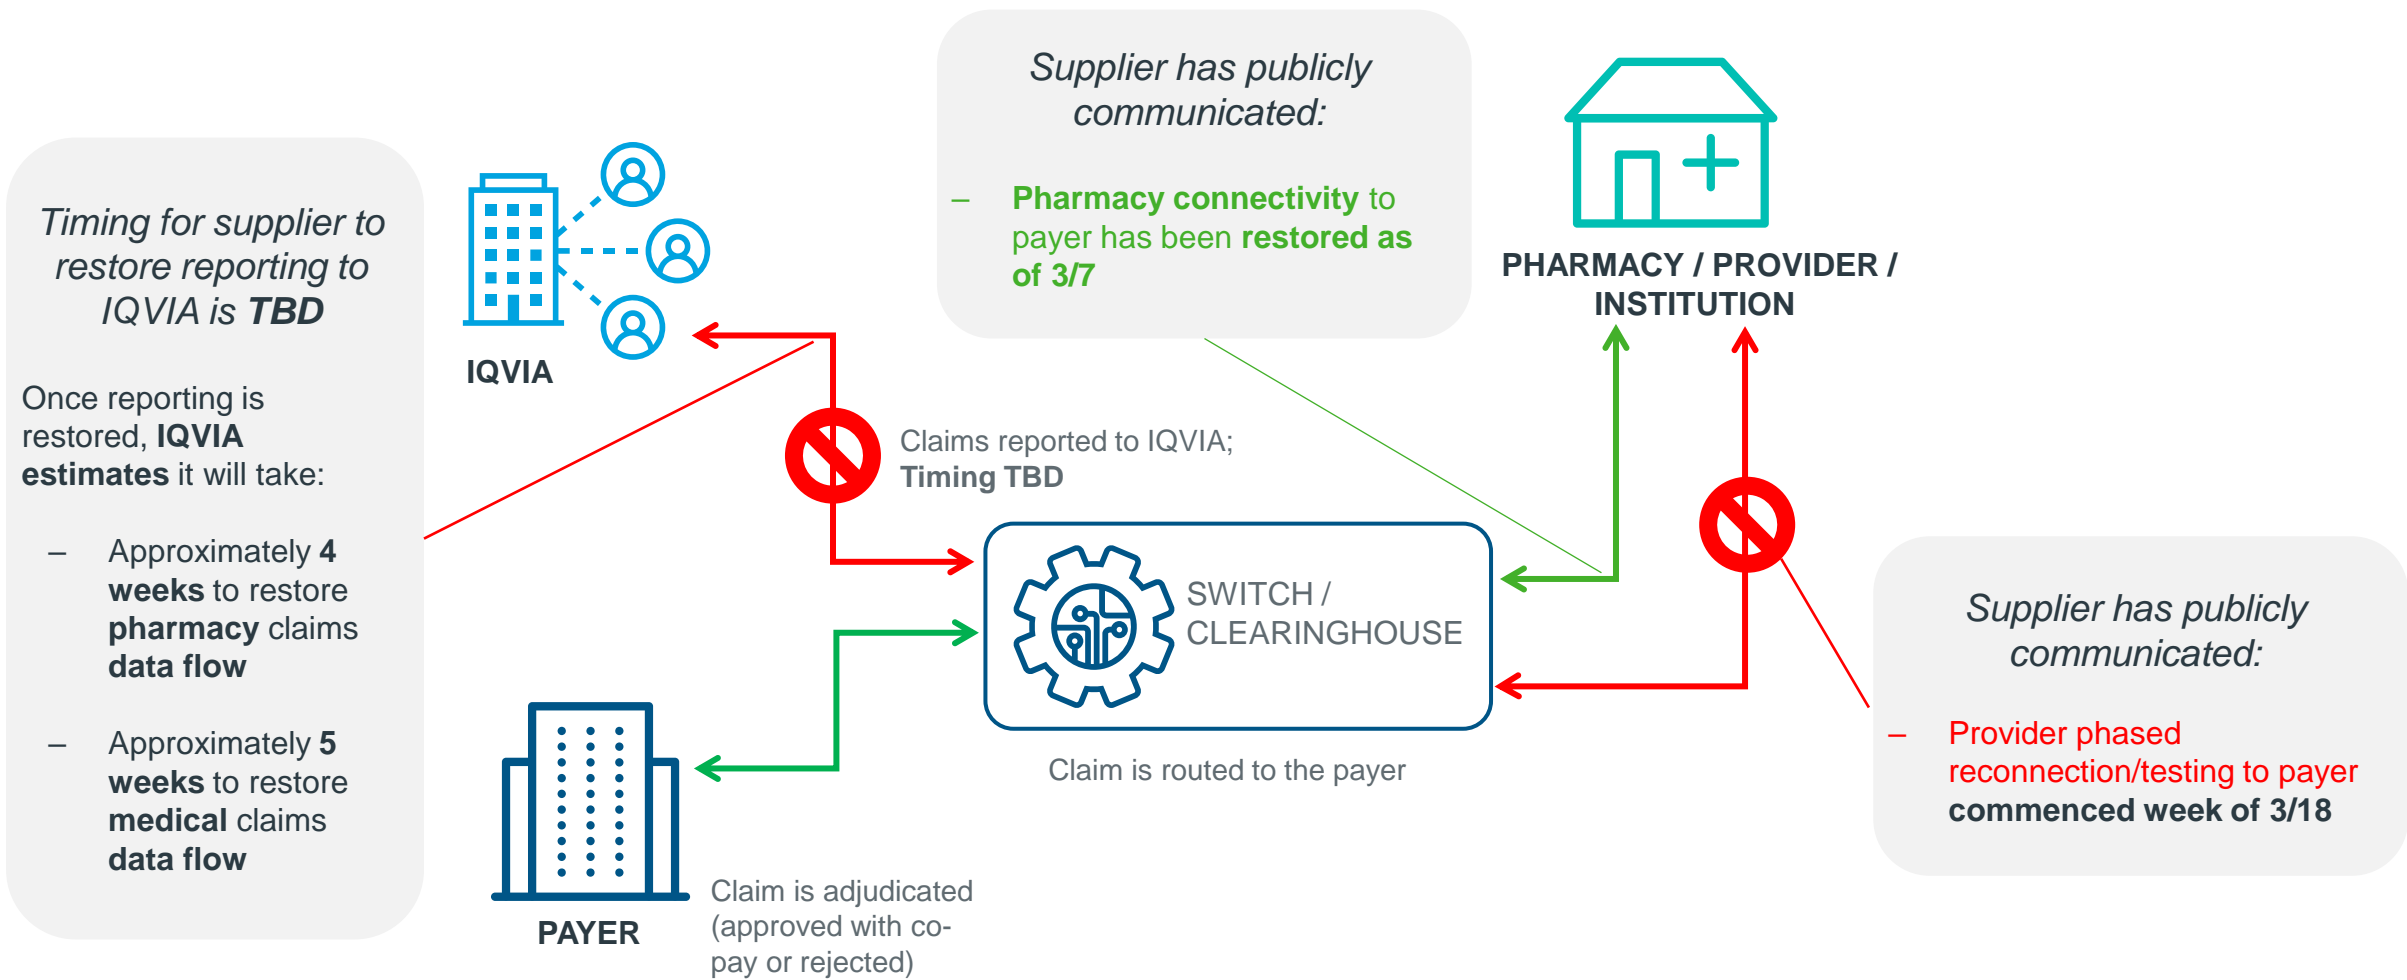 Timing for supplier to
restore reporting to
IQVIA is TBD
Once reporting is
restored, IQVIA
estimates it will take:
– Approximately 4
weeks to restore
pharmacy claims
data flow
– Approximately 5
weeks to restore
medical claims
data flow
IQVIA
Supplier has publicly
communicated:
– Pharmacy connectivity to
payer has been restored as
of 3/7
PHARMACY / PROVIDER /
INSTITUTION
Claims reported to IQVIA;
Timing TBD
SWITCH /
CLEARINGHOUSE
Claim is routed to the payer
Supplier has publicly
communicated:
– Provider phased
reconnection/testing to payer
commenced week of 3/18
PAYER
Claim is adjudicated
(approved with co-
pay or rejected)